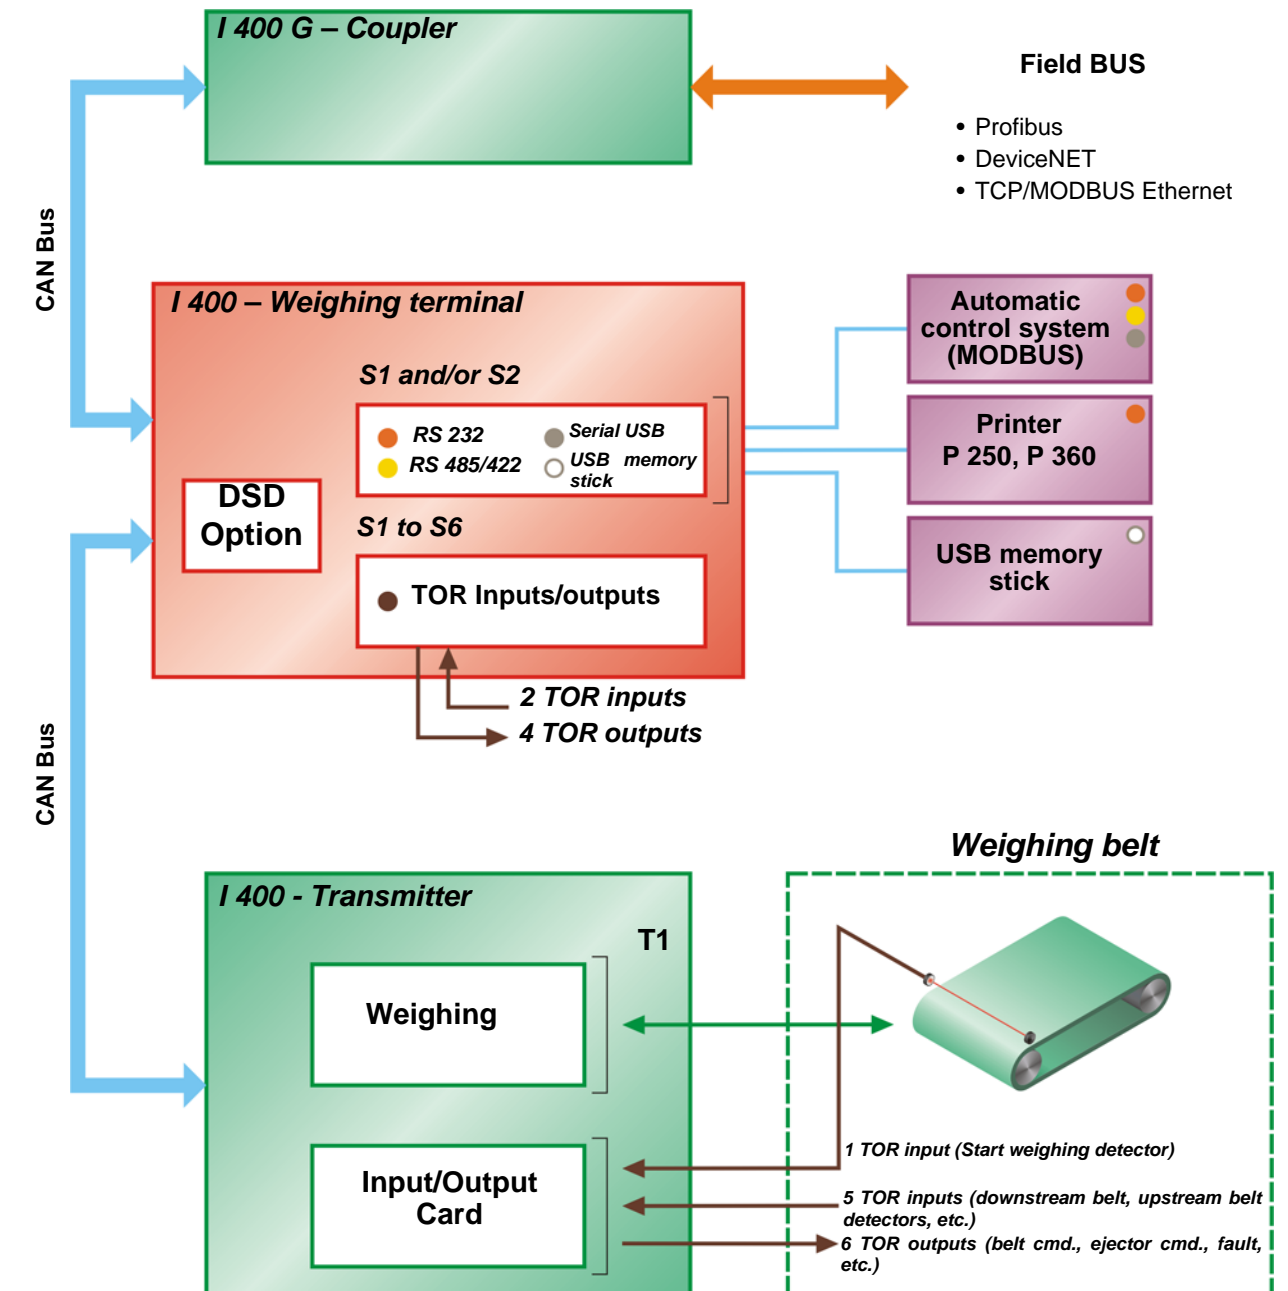 I 400 G – Coupler
Field BUS
• Profibus
• DeviceNET
• TCP/MODBUS Ethernet
CAN Bus
I 400 – Weighing terminal
S1 and/or S2
RS 232
Serial USB
RS 485/422
USB memory
stick
DSD
Option
S1 to S6
TOR Inputs/outputs
2 TOR inputs
4 TOR outputs
Automatic
control system
(MODBUS)
Printer
P 250, P 360
USB memory
stick
CAN Bus
I 400 - Transmitter
T1
Weighing
Input/Output
Card
Weighing belt
1 TOR input (Start weighing detector)
5 TOR inputs (downstream belt, upstream belt
detectors, etc.)
6 TOR outputs (belt cmd., ejector cmd., fault,
etc.)